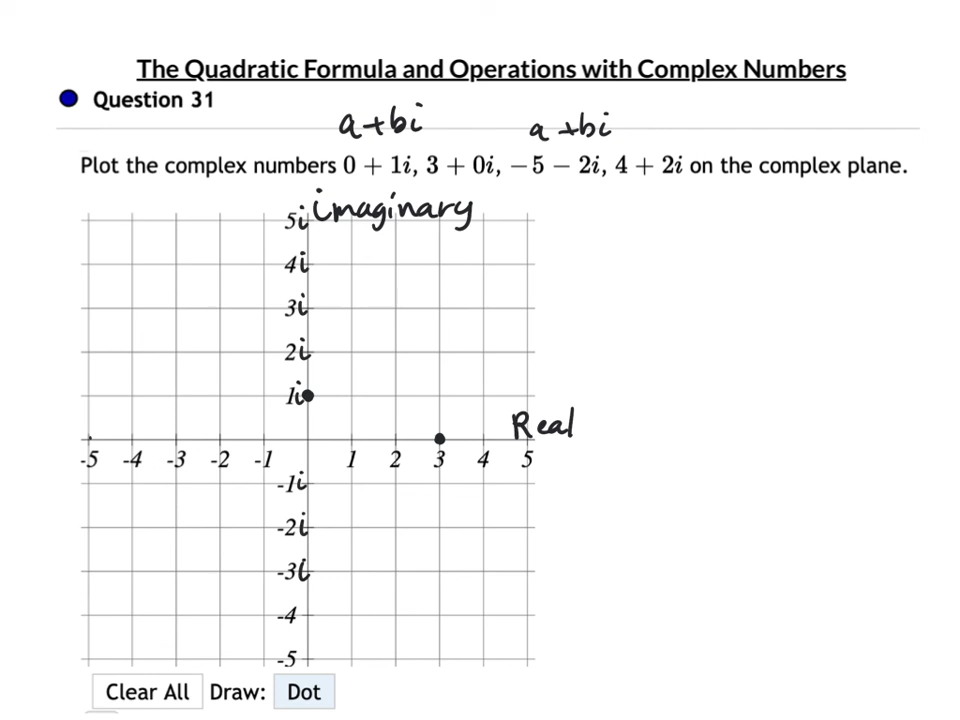 The Quadratic Formula and Operations with Complex Numbers
Question 31
a+bi a+bi
Plot the complex numbers 0 + 1i, 3 + 0i, −5 − 2i, 4 + 2i on the complex plane.
5i imaginary
4i
3i
2i
1i
Real
-5 -4 -3 -2 -1 1 2 3 4 5
-1i
-2i
-3i
-4
-5
Clear All Draw: Dot